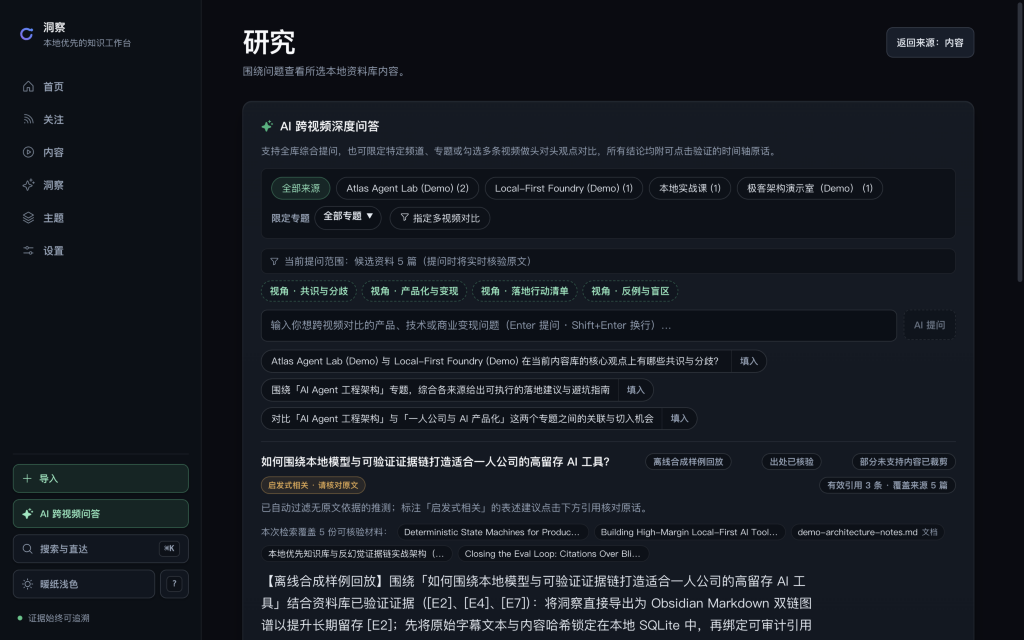 洞察
本地优先的知识工作台
首页
关注
内容
洞察
主题
设置
导入
AI 跨视频问答
搜索与直达 ⌘K
暖纸浅色 ?
证据始终可追溯
研究
围绕问题查看所选本地资料库内容。
返回来源：内容
AI 跨视频深度问答
支持全库综合提问，也可限定特定频道、专题或勾选多条视频做头对头观点对比，所有结论均附可点击验证的时间轴原话。
全部来源 Atlas Agent Lab (Demo) (2) Local-First Foundry (Demo) (1) 本地实战课 (1) 极客架构演示室（Demo） (1)
限定专题 全部专题 ▼ 指定多视频对比
当前提问范围：候选资料 5 篇（提问时将实时核验原文）
视角 · 共识与分歧 视角 · 产品化与变现 视角 · 落地行动清单 视角 · 反例与盲区
输入你想跨视频对比的产品、技术或商业变现问题（Enter 提问 · Shift+Enter 换行）... AI 提问
Atlas Agent Lab (Demo) 与 Local-First Foundry (Demo) 在当前内容库的核心观点上有哪些共识与分歧？ 填入
围绕「AI Agent 工程架构」专题，综合各来源给出可执行的落地建议与避坑指南 填入
对比「AI Agent 工程架构」与「一人公司与 AI 产品化」这两个专题之间的关联与切入机会 填入
如何围绕本地模型与可验证证据链打造适合一人公司的高留存 AI 工具? 离线合成样例回放 出处已核验 部分未支持内容已裁剪
启发式相关 · 请核对原文 有效引用 3 条 · 覆盖来源 5 篇
已自动过滤无原文依据的推测；标注「启发式相关」的表述建议点击下方引用核对原话。
本次检索覆盖 5 份可核验材料： Deterministic State Machines for Produc... Building High-Margin Local-First AI Tool... demo-architecture-notes.md 文档
本地优先知识库与反幻觉证据链实战架构（... Closing the Eval Loop: Citations Over Bli...
【离线合成样例回放】围绕「如何围绕本地模型与可验证证据链打造适合一人公司的高留存 AI 工
具」结合资料库已验证证据（[E2]、[E4]、[E7]）：将洞察直接导出为 Obsidian Markdown 双链图
谱以提升长期留存 [E2]；先将原始字幕文本与内容哈希锁定在本地 SQLite 中，再绑定可审计引用